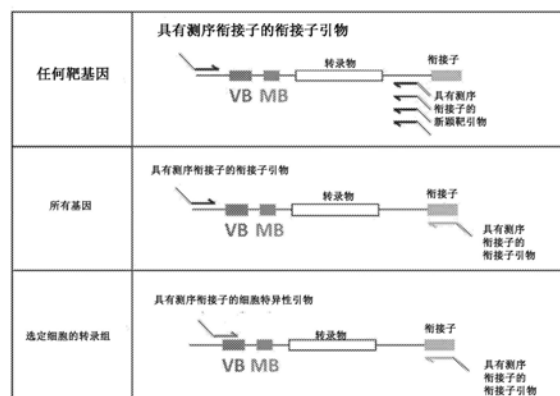 具有测序衔接子的衔接子引物
任何靶基因
转录物
衔接子
VB MB
具有测序
衔接子的
新颖靶引物
具有测序衔接子的衔接子引物
所有基因
转录物
衔接子
VB MB
具有测序
衔接子的
衔接子引物
具有测序衔接子的细胞特异性引物
选定细胞的转录组
转录物
衔接子
VB MB
具有测序
衔接子的
衔接子引物